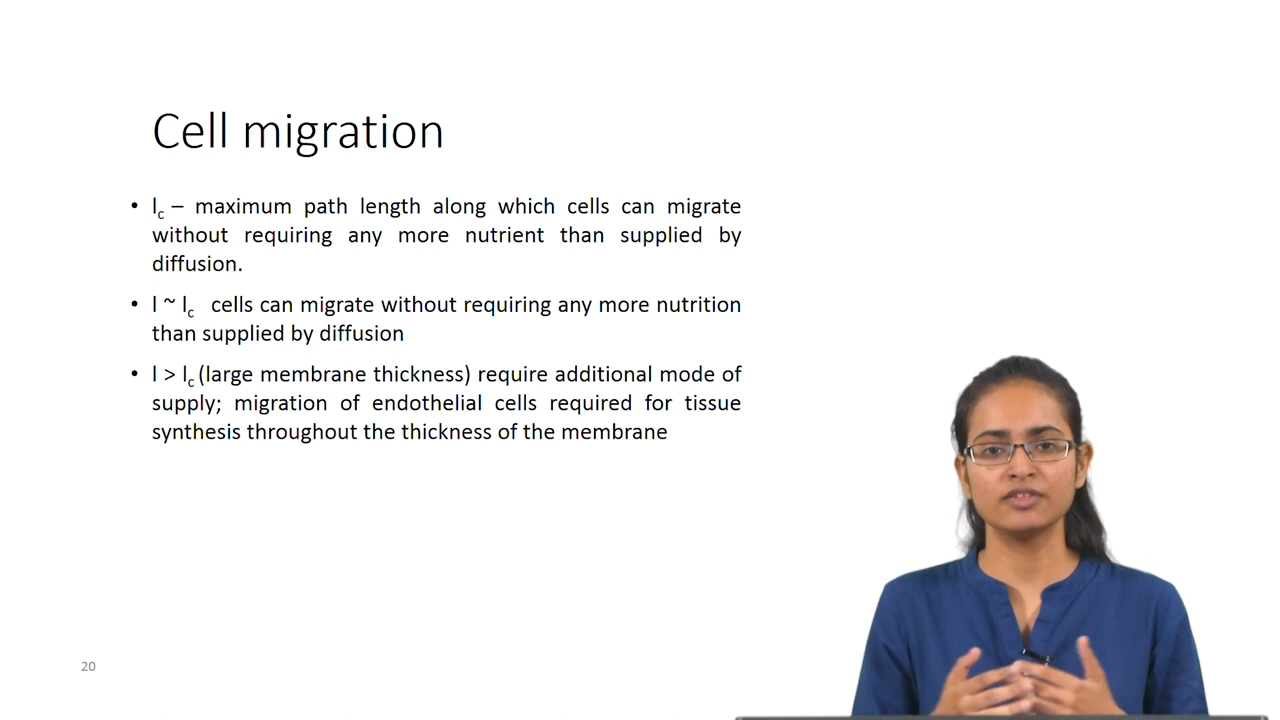 Cell migration
• l_c – maximum path length along which cells can migrate
without requiring any more nutrient than supplied by
diffusion.
• l ~ l_c cells can migrate without requiring any more nutrition
than supplied by diffusion
• l > l_c (large membrane thickness) require additional mode of
supply; migration of endothelial cells required for tissue
synthesis throughout the thickness of the membrane
20